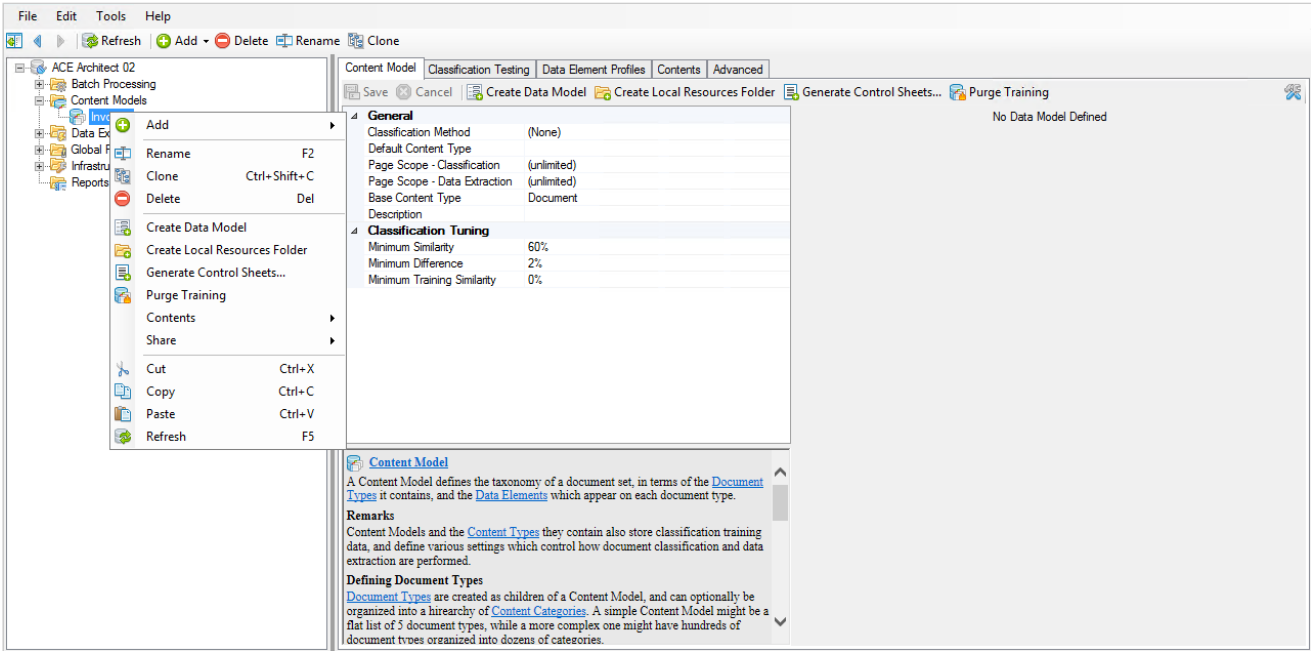 File Edit Tools Help
Refresh Add Delete Rename Clone
ACE Architect 02
Batch Processing
Content Models
Data Ex
Global
Infrastru
Reports
Add
Rename F2
Clone Ctrl+Shift+C
Delete Del
Create Data Model
Create Local Resources Folder
Generate Control Sheets...
Purge Training
Contents
Share
Cut Ctrl+X
Copy Ctrl+C
Paste Ctrl+V
Refresh F5
Content Model Classification Testing Data Element Profiles Contents Advanced
Save Cancel Create Data Model Create Local Resources Folder Generate Control Sheets... Purge Training
General
Classification Method (None)
Default Content Type
Page Scope - Classification (unlimited)
Page Scope - Data Extraction (unlimited)
Base Content Type Document
Description
Classification Tuning
Minimum Similarity 60%
Minimum Difference 2%
Minimum Training Similarity 0%
No Data Model Defined
Content Model
A Content Model defines the taxonomy of a document set, in terms of the Document
Types it contains, and the Data Elements which appear on each document type.
Remarks
Content Models and the Content Types they contain also store classification training
data, and define various settings which control how document classification and data
extraction are performed.
Defining Document Types
Document Types are created as children of a Content Model, and can optionally be
organized into a hirearchy of Content Categories. A simple Content Model might be a
flat list of 5 document types, while a more complex one might have hundreds of
document types organized into dozens of categories.